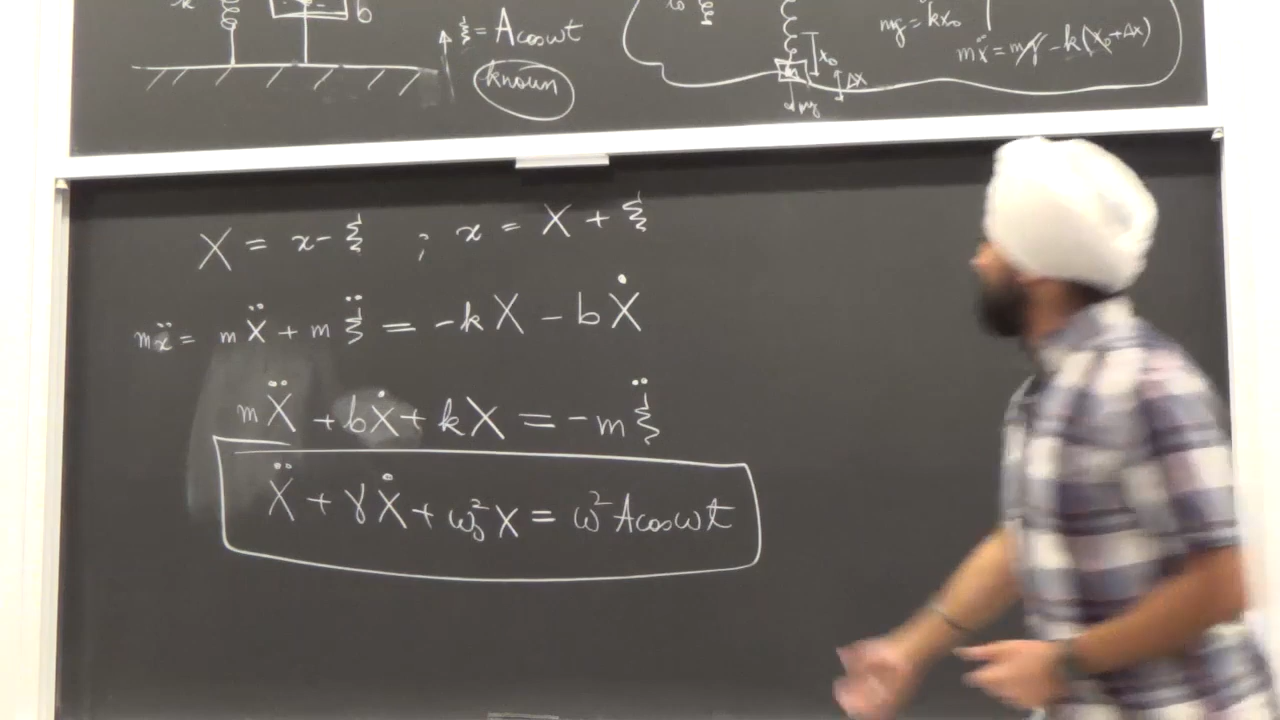 k
b
ξ = A cos ωt
known
mg = kx₀
mẍ = mg - k(x₀ + Δx)
x₀
Δx
mg
X = x - ξ ; x = X + ξ
mẍ = mẌ + mξ̈ = -kX - bẊ
mẌ + bẊ + kX = -mξ̈
Ẍ + γẊ + ω₀²X = ω²A cos ωt